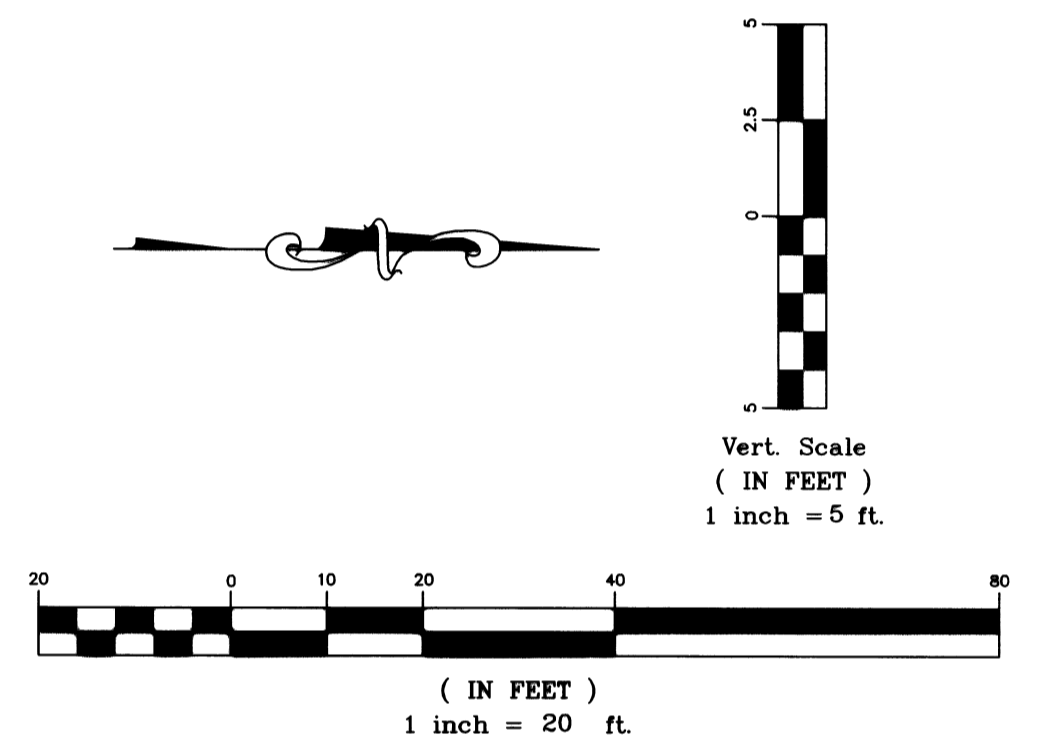 5
2.5
0
5
Vert. Scale
( IN FEET )
1 inch = 5 ft.
20 0 10 20 40 80
( IN FEET )
1 inch = 20 ft.